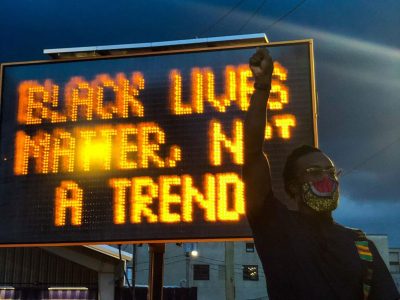 BLACK LIVES
MATTER, NOT
A TREND